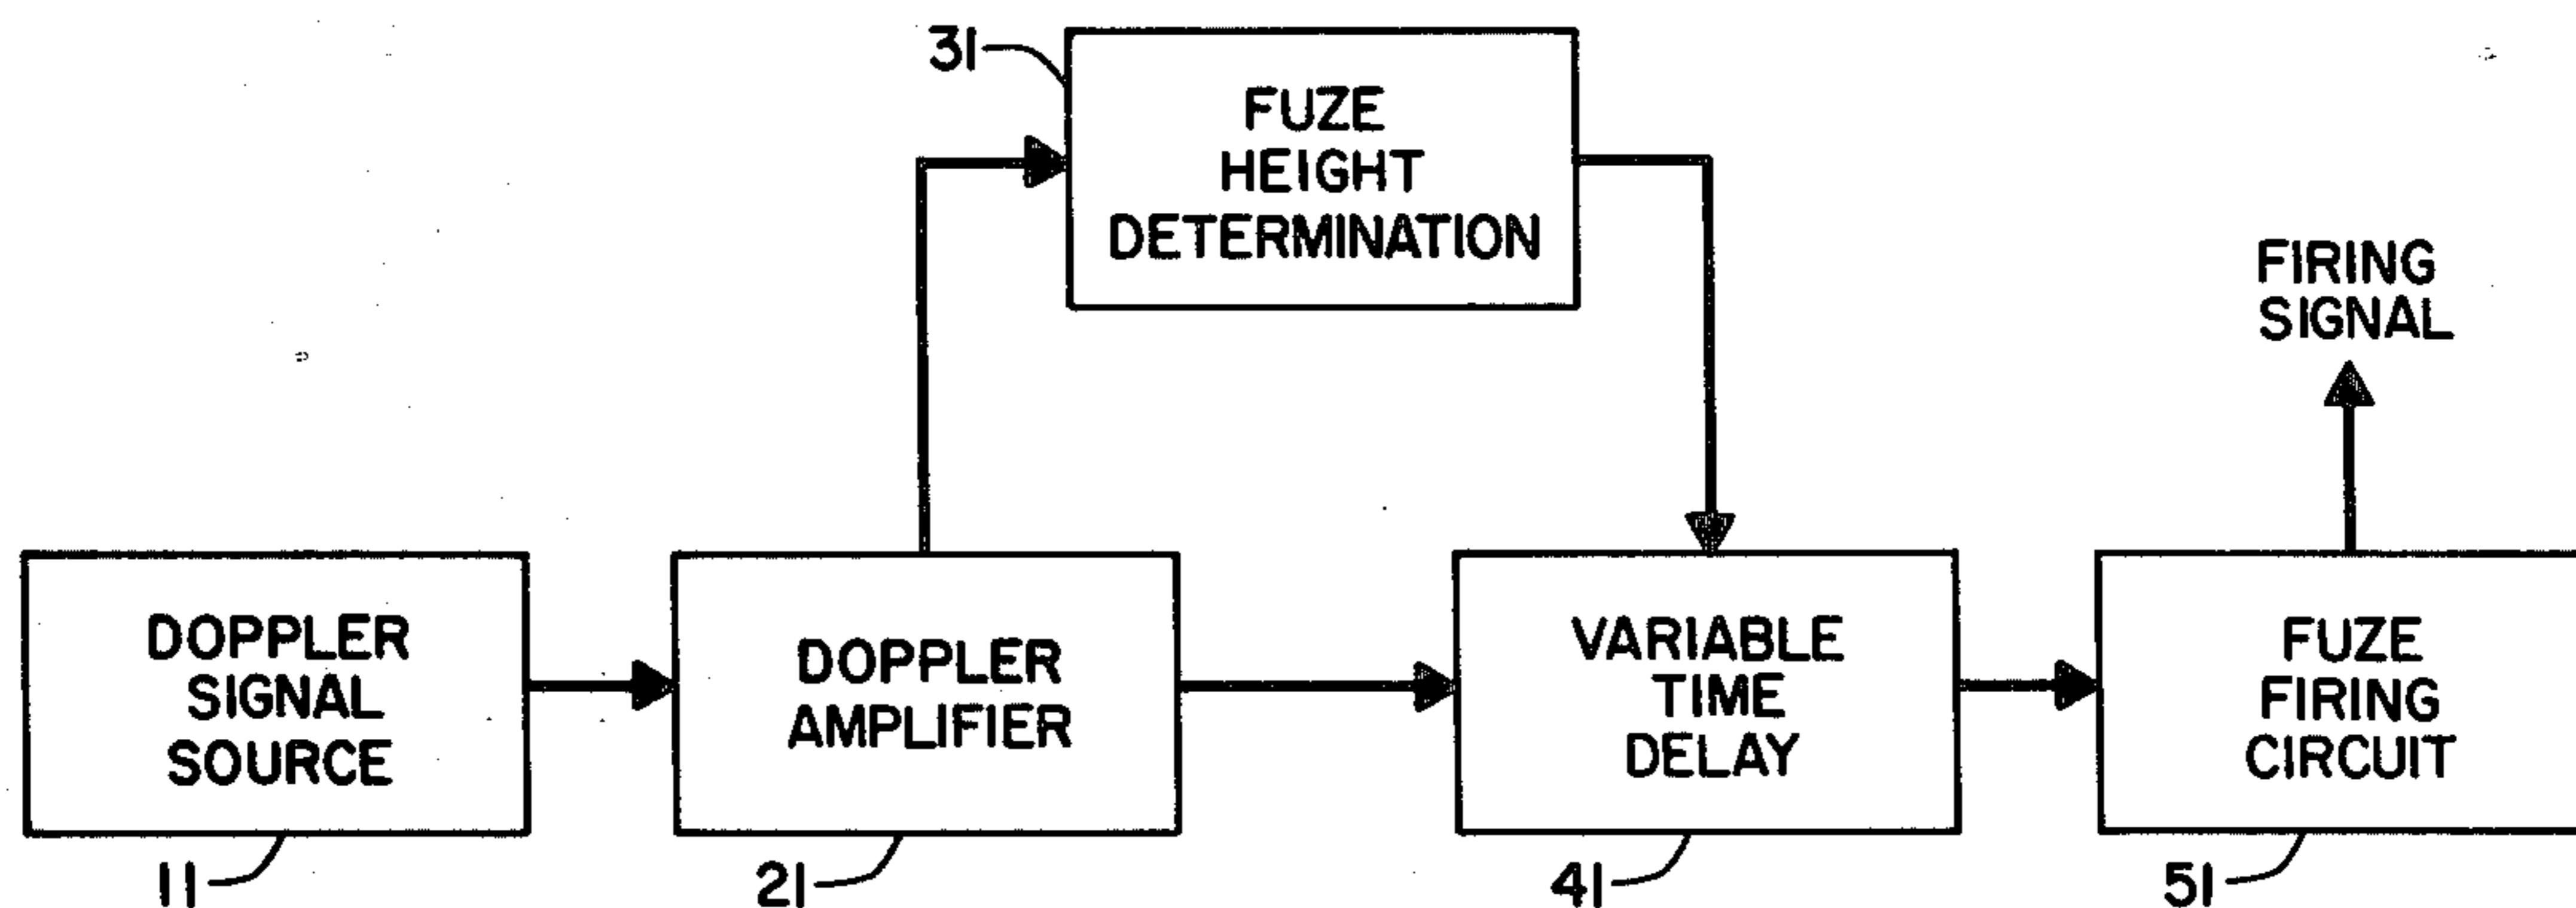 31
FUZE
HEIGHT
DETERMINATION
FIRING
SIGNAL
DOPPLER
SIGNAL
SOURCE
DOPPLER
AMPLIFIER
VARIABLE
TIME
DELAY
FUZE
FIRING
CIRCUIT
11
21
41
51